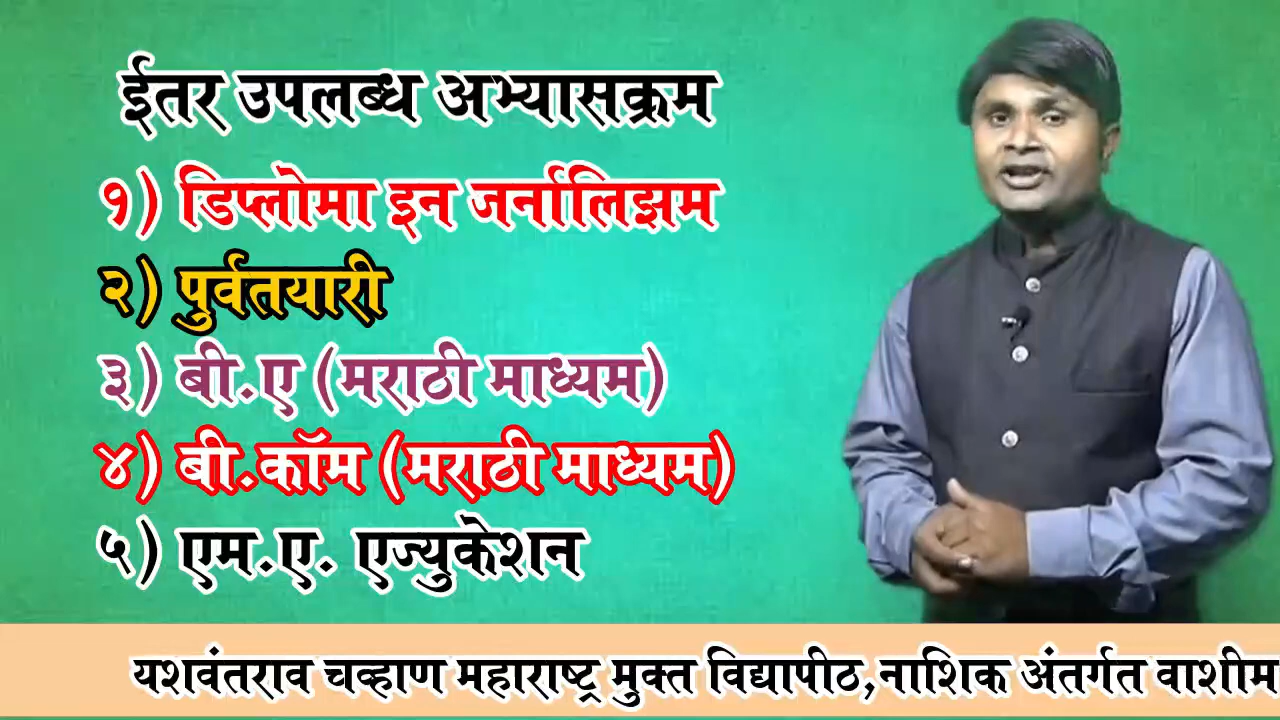 ईतर उपलब्ध अभ्यासक्रम
१) डिप्लोमा इन जर्नालिझम
२) पुर्वतयारी
३) बी.ए (मराठी माध्यम)
४) बी.कॉम (मराठी माध्यम)
५) एम.ए. एज्युकेशन
यशवंतराव चव्हाण महाराष्ट्र मुक्त विद्यापीठ,नाशिक अंतर्गत वाशीम